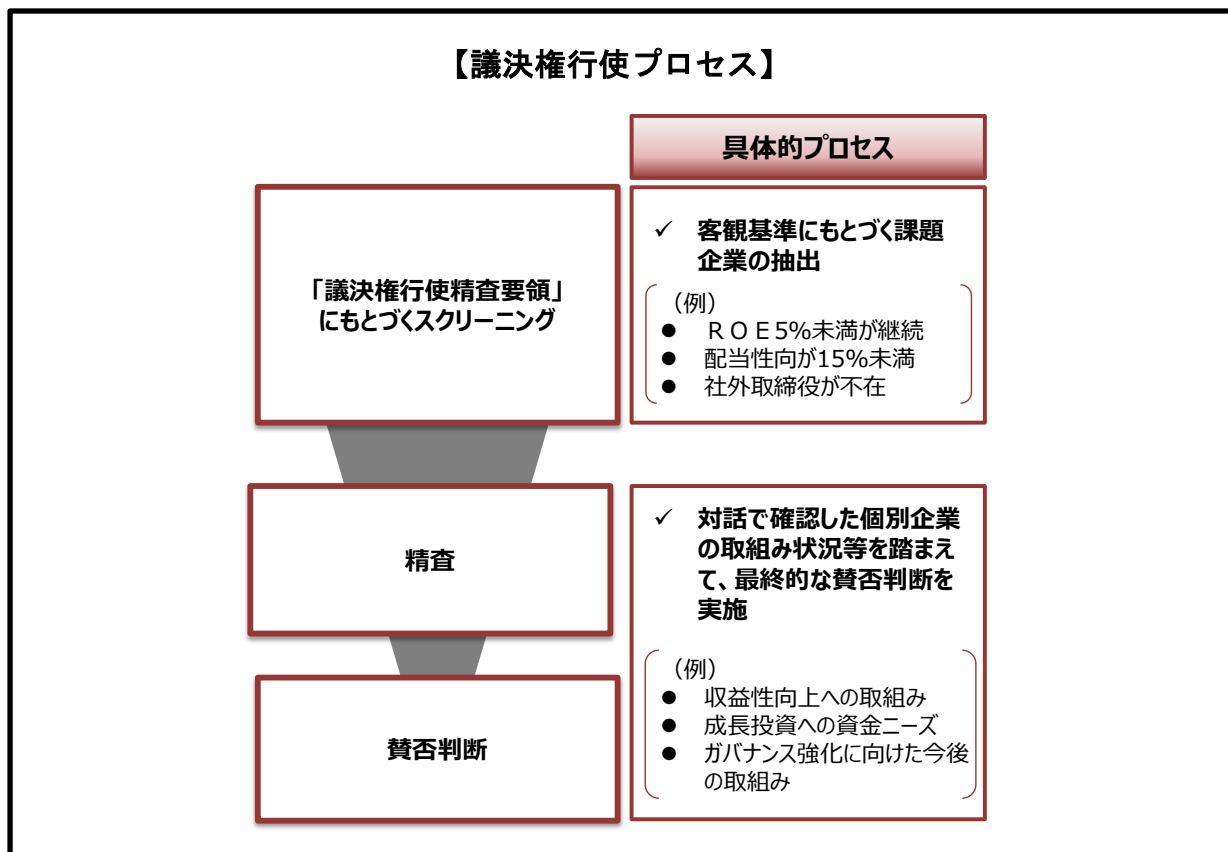 【議決権行使プロセス】
具体的プロセス
「議決権行使精査要領」
にもとづくスクリーニング
✓ 客観基準にもとづく課題
企業の抽出
（例）
● ＲＯＥ5%未満が継続
● 配当性向が15%未満
● 社外取締役が不在
精査
✓ 対話で確認した個別企業
の取組み状況等を踏まえ
て、最終的な賛否判断を
実施
（例）
● 収益性向上への取組み
● 成長投資への資金ニーズ
● ガバナンス強化に向けた今後
の取組み
賛否判断